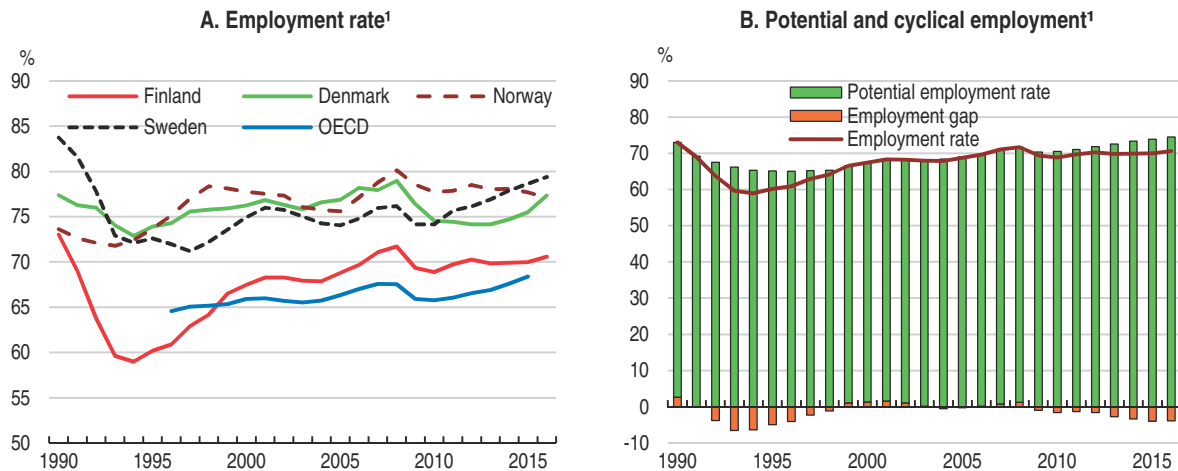 A. Employment rate¹
%
90
85
80
75
70
65
60
55
50
Finland
Denmark
Norway
Sweden
OECD
1990 1995 2000 2005 2010 2015
B. Potential and cyclical employment¹
%
90
80
70
60
50
40
30
20
10
0
-10
Potential employment rate
Employment gap
Employment rate
1990 1995 2000 2005 2010 2015